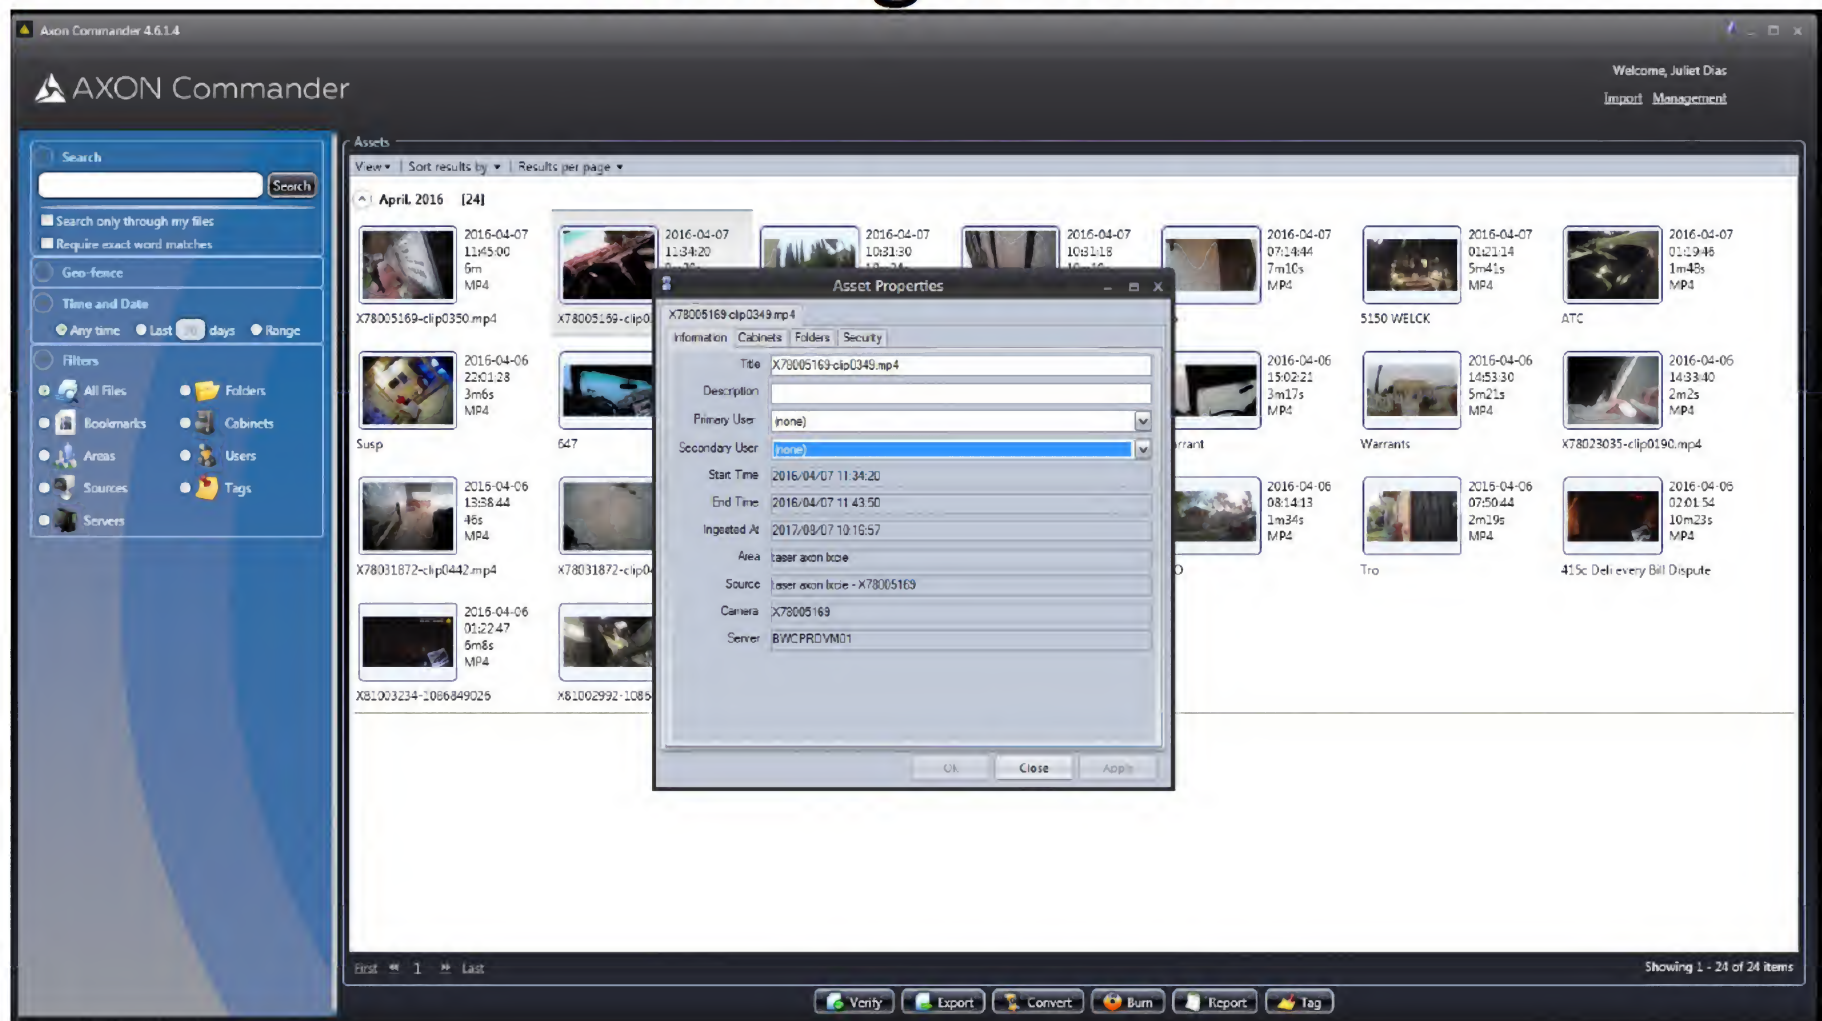 Axon Commander 4.6.1.4
AXON Commander
Welcome, Juliet Dias
Import Management
Search
Search
Search only through my files
Require exact word matches
Geo-fence
Time and Date
Any time Last days Range
Filters
All Files Folders
Bookmarks Cabinets
Areas Users
Sources Tags
Servers
Assets
View Sort results by Results per page
April, 2016 [24]
2016-04-07
11:45:00
6m
MP4
X78005169-clip0350.mp4
2016-04-07
11:34:20
X78005169-clip0
2016-04-07
10:31:30
2016-04-07
10:31:18
2016-04-07
07:14:44
7m10s
MP4
2016-04-07
01:21:14
5m41s
MP4
5150 WELCK
2016-04-07
01:19:46
1m48s
MP4
ATC
2016-04-06
22:01:28
3m6s
MP4
Susp
647
2016-04-06
15:02:21
3m17s
MP4
rrant
2016-04-06
14:53:30
5m21s
MP4
Warrants
2016-04-06
14:33:40
2m2s
MP4
X78023035-clip0190.mp4
2016-04-06
13:38:44
46s
MP4
X78031872-clip0442.mp4
X78031872-clip04
2016-04-06
08:14:13
1m34s
MP4
O
2016-04-06
07:50:44
2m19s
MP4
Tro
2016-04-06
02:01:54
10m23s
MP4
415c Deli every Bill Dispute
2016-04-06
01:22:47
6m8s
MP4
X81003234-1086849026
X81002992-1086
Asset Properties
X78005169-clip0349.mp4
Information Cabinets Folders Security
Title X78005169-clip0349.mp4
Description
Primary User (none)
Secondary User (none)
Start Time 2016/04/07 11:34:20
End Time 2016/04/07 11:43:50
Ingested At 2017/08/07 10:16:57
Area taser axon lxcie
Source taser axon lxcie - X78005169
Camera X78005169
Server BWCPROVM01
Ok Close Apply
First 1 Last
Showing 1 - 24 of 24 items
Verify Export Convert Burn Report Tag